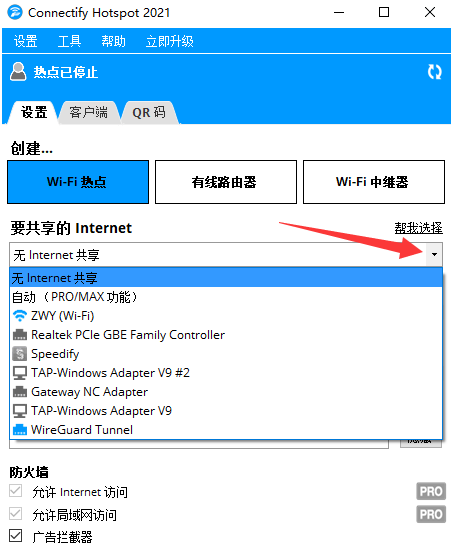 Connectify Hotspot 2021
设置 工具 帮助 立即升级
热点已停止
设置 客户端 QR 码
创建...
Wi-Fi 热点 有线路由器 Wi-Fi 中继器
要共享的 Internet 帮我选择
无 Internet 共享
无 Internet 共享
自动 （PRO/MAX 功能）
ZWY (Wi-Fi)
Realtek PCIe GBE Family Controller
Speedify
TAP-Windows Adapter V9 #2
Gateway NC Adapter
TAP-Windows Adapter V9
WireGuard Tunnel
防火墙
允许 Internet 访问 PRO
允许局域网访问 PRO
广告拦截器